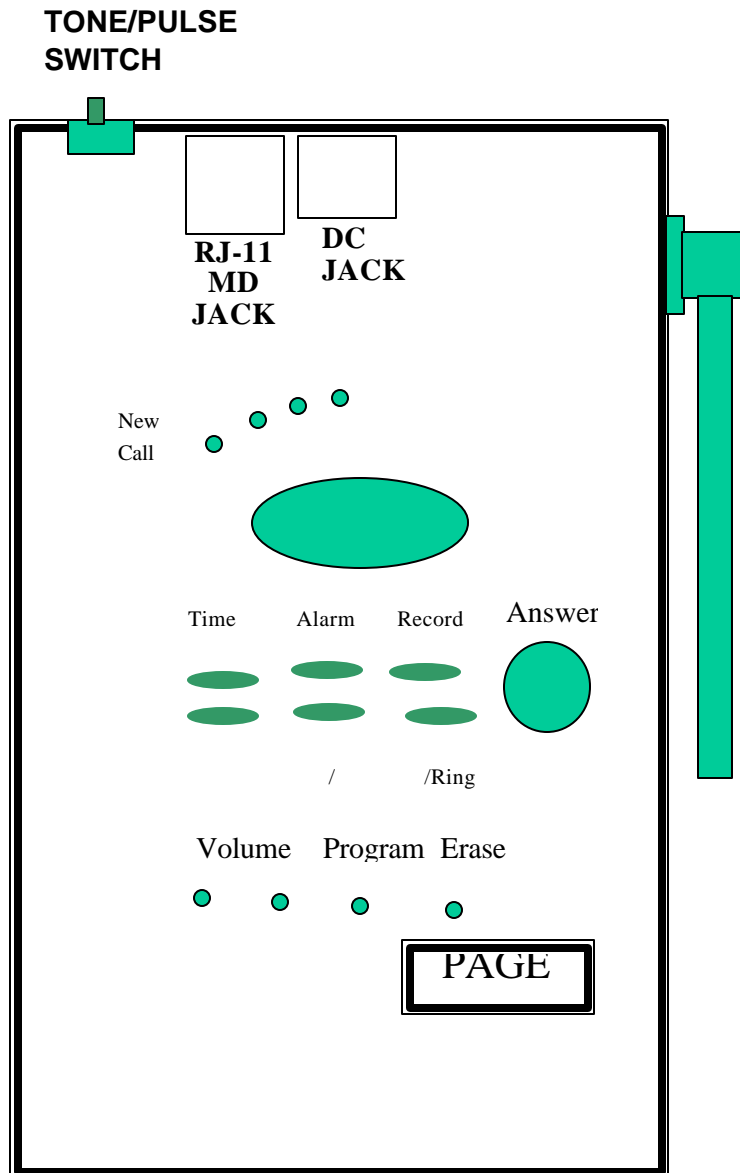 TONE/PULSE
SWITCH
RJ-11
MD
JACK
DC
JACK
New
Call
Time Alarm Record Answer
/ /Ring
Volume Program Erase
PAGE